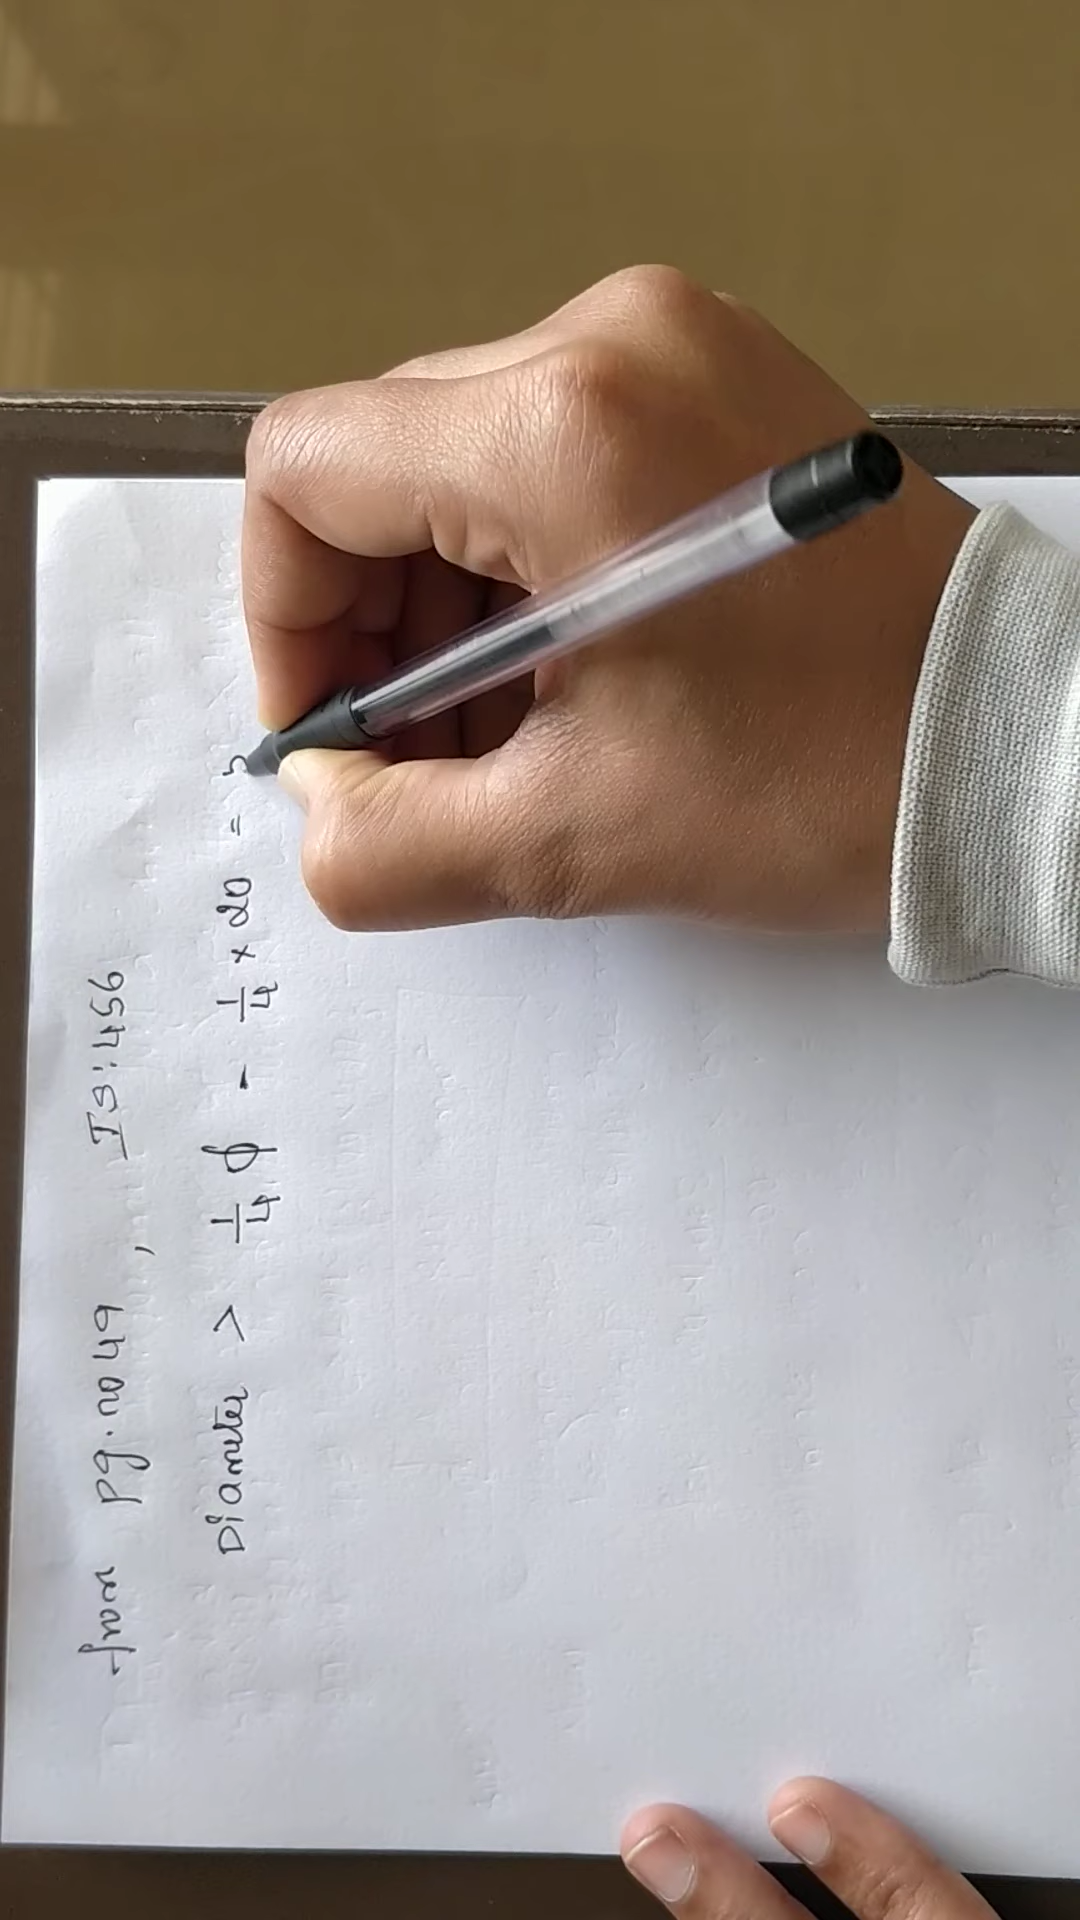 from pg.no 49, IS:456
Diameter > 1/4 ϕ - 1/4 × 20 = 5